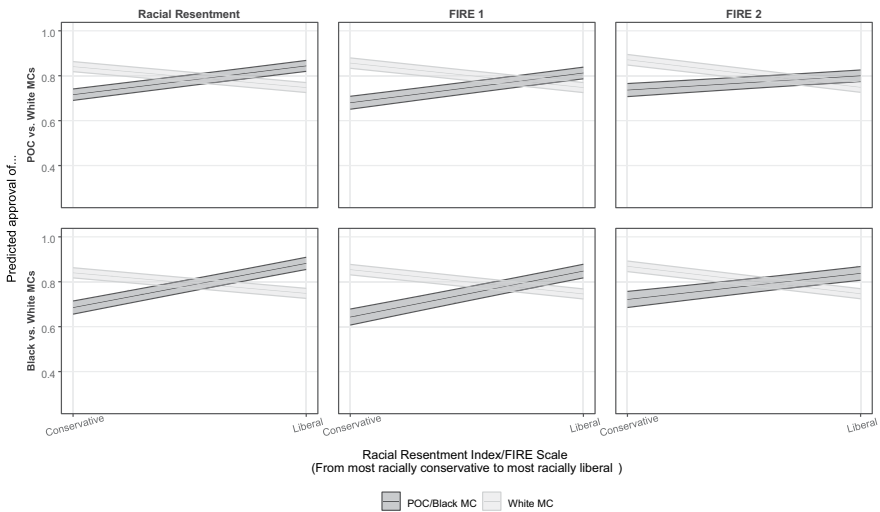 Racial Resentment
FIRE 1
FIRE 2
Predicted approval of...
POC vs. White MCs
1.0
0.8
0.6
0.4
Black vs. White MCs
1.0
0.8
0.6
0.4
Conservative
Liberal
Conservative
Liberal
Conservative
Liberal
Racial Resentment Index/FIRE Scale
(From most racially conservative to most racially liberal )
POC/Black MC
White MC